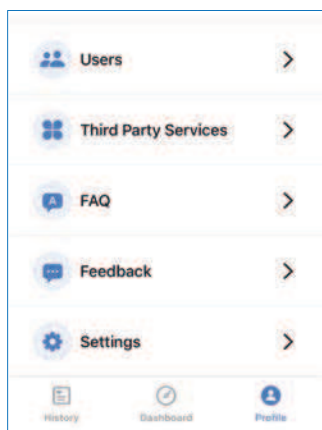 Users
Third Party Services
FAQ
Feedback
Settings
History Dashboard Profile